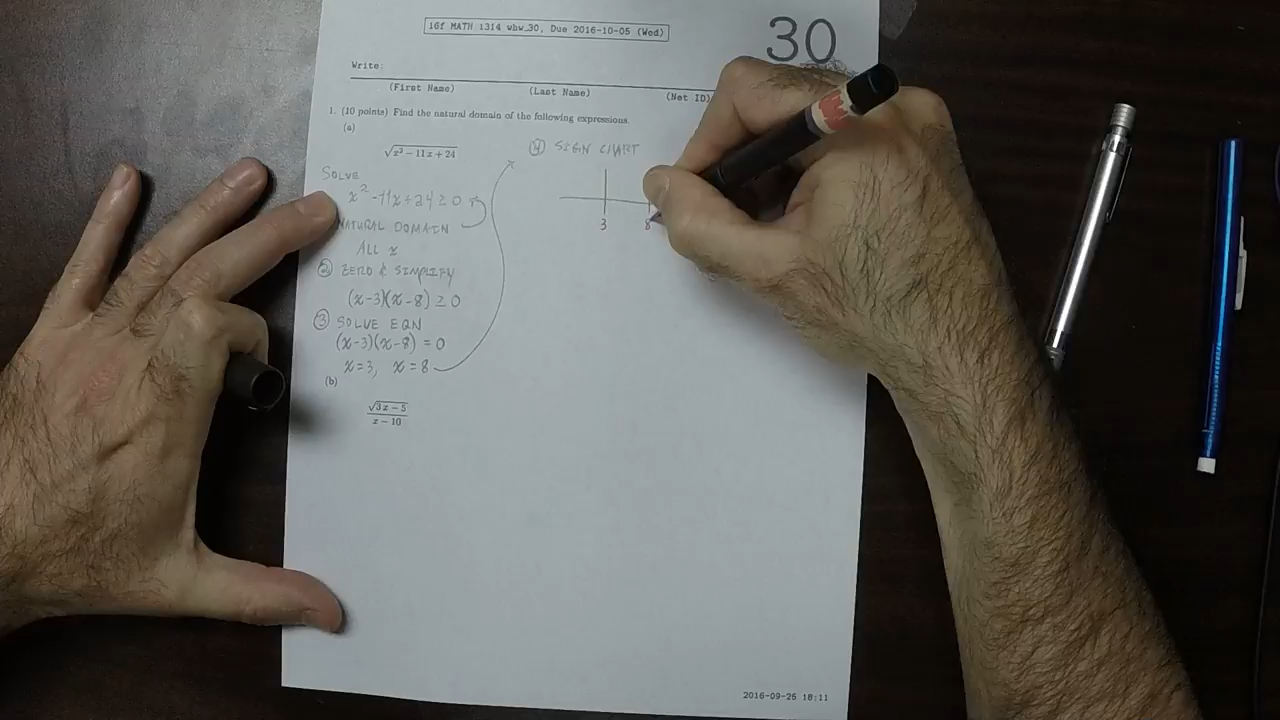 16f MATH 1314 wbw_30, Due 2016-10-05 (Wed)
30
Write:
(First Name) (Last Name) (Net ID)
1. (10 points) Find the natural domain of the following expressions.
(a)
√x² − 11x + 24
SOLVE
x² -11x+24 ≥ 0
NATURAL DOMAIN
ALL x
② ZERO & SIMPLIFY
(x-3)(x-8) ≥ 0
③ SOLVE EQN
(x-3)(x-8) = 0
x=3, x=8
④ SIGN CHART
3 8
(b)
√3x − 5
x − 10
2016-09-25 18:11